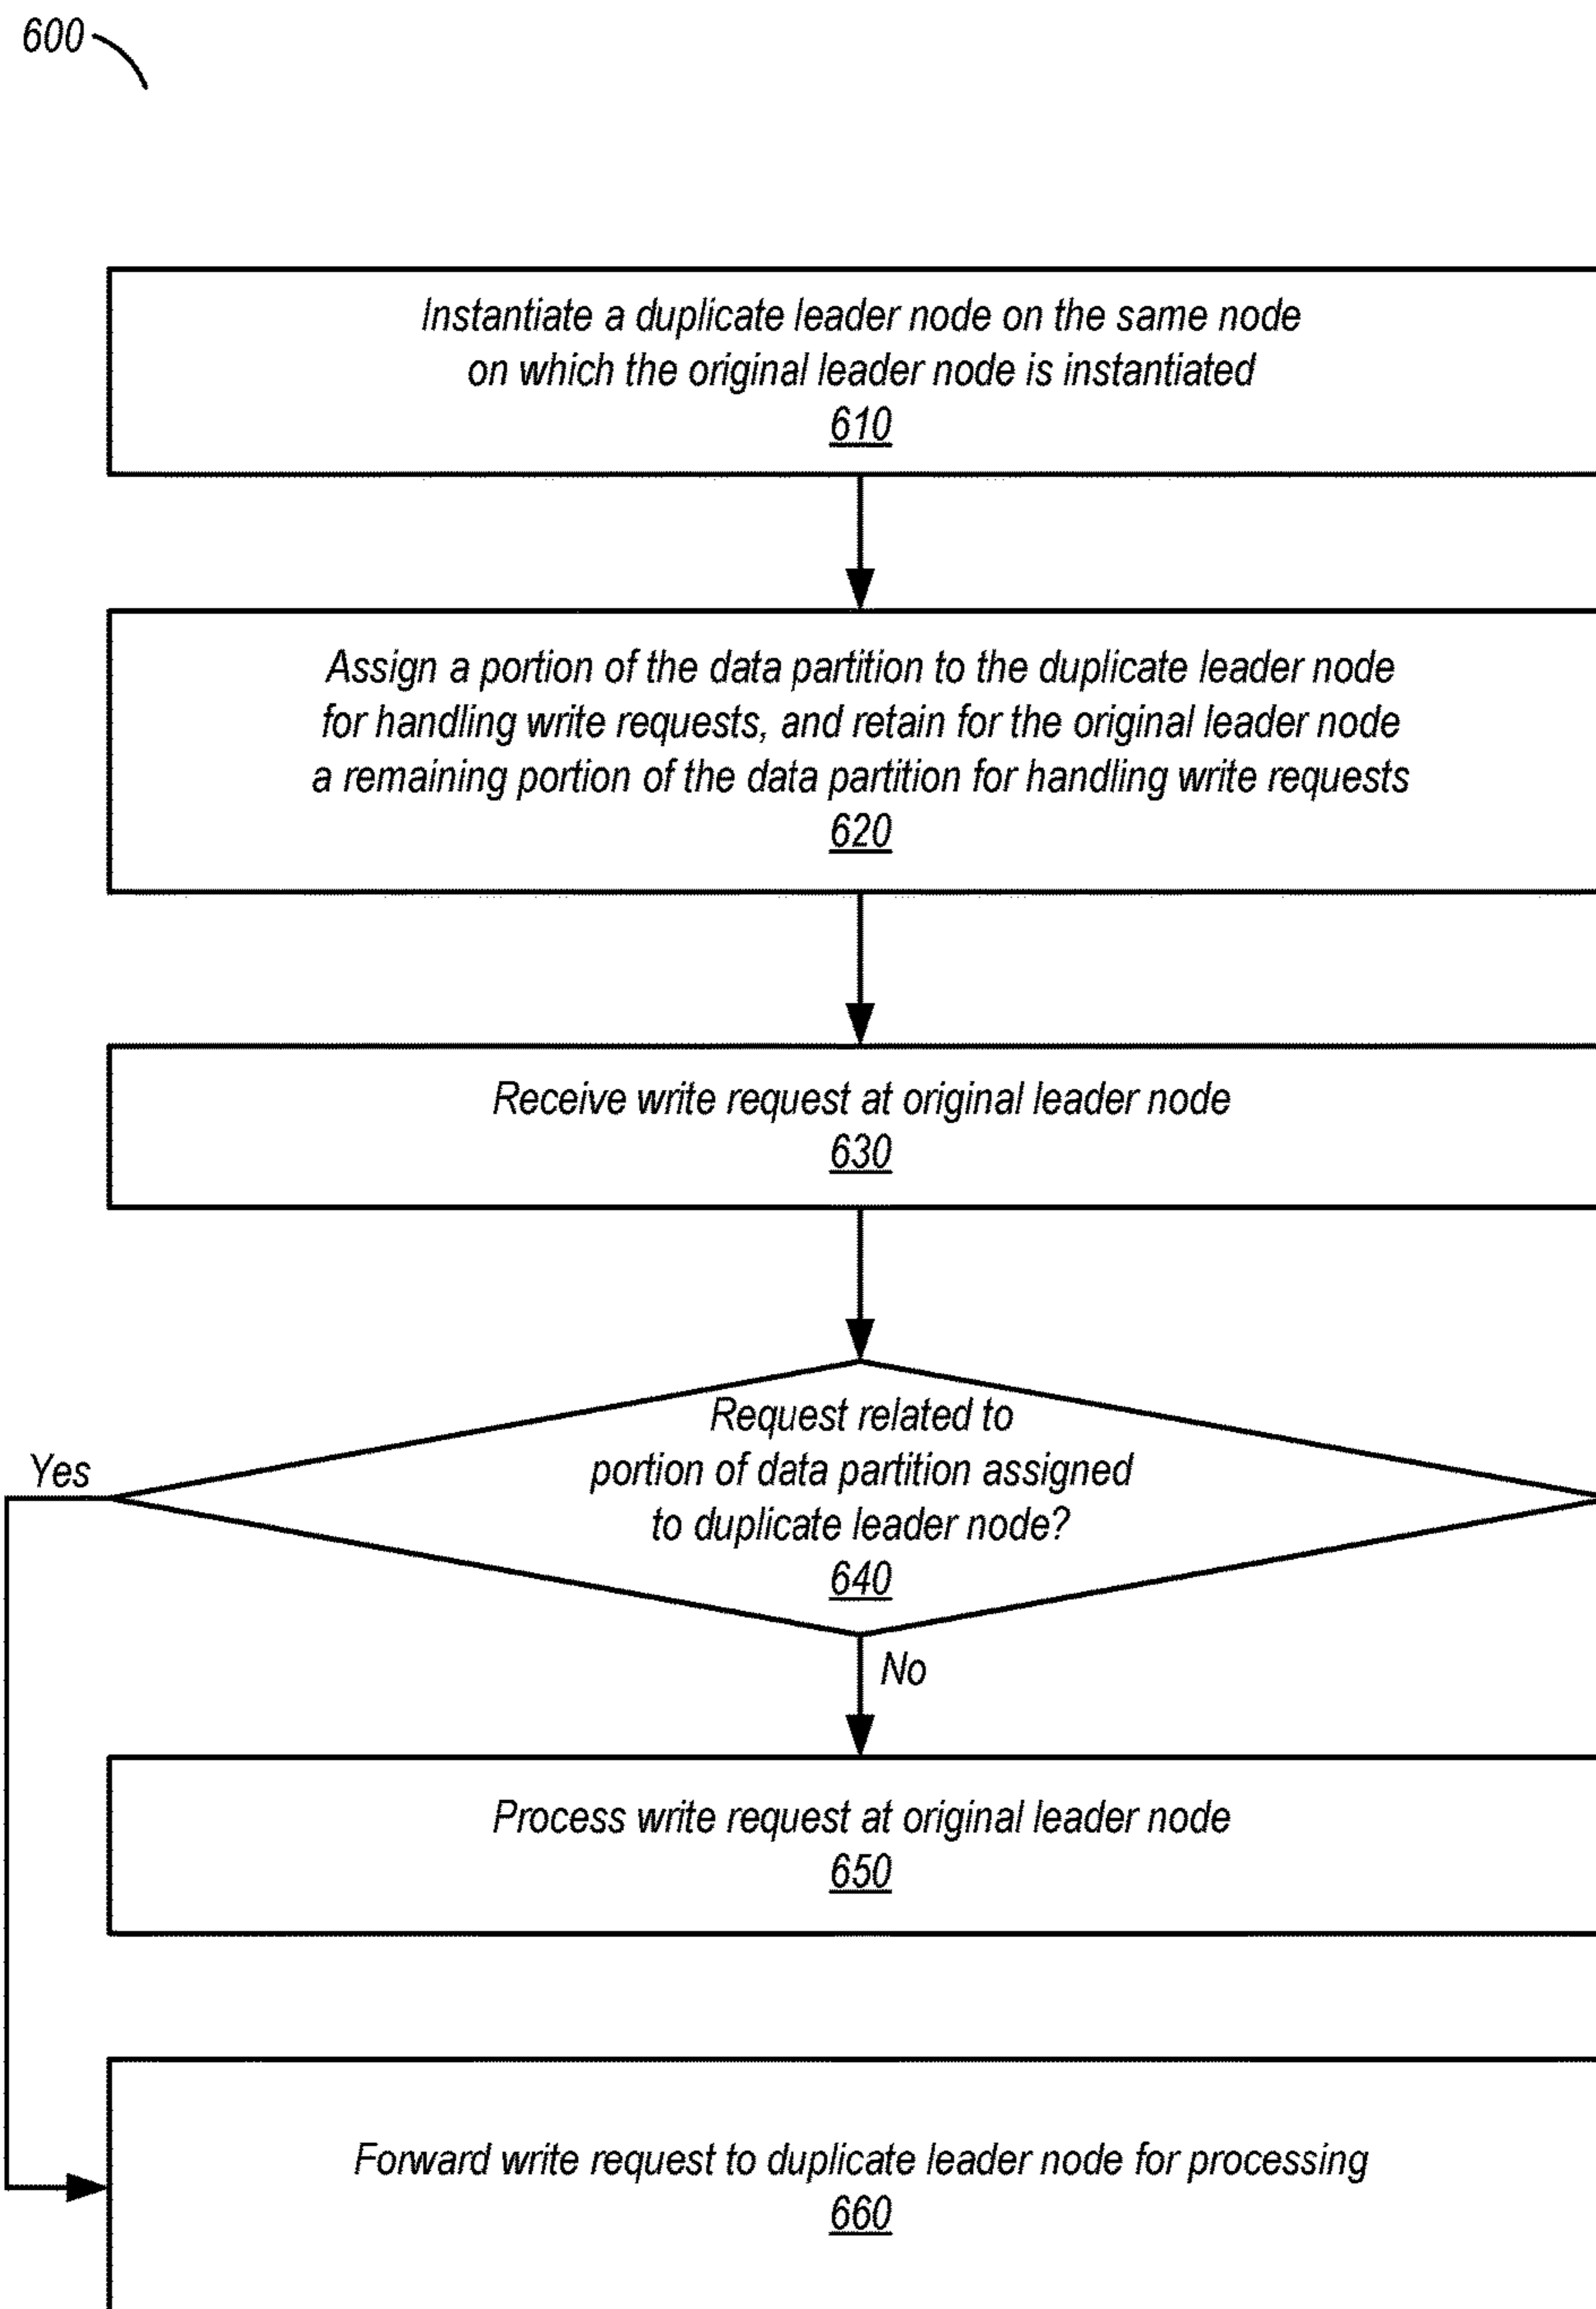 600
Instantiate a duplicate leader node on the same node
on which the original leader node is instantiated
610
Assign a portion of the data partition to the duplicate leader node
for handling write requests, and retain for the original leader node
a remaining portion of the data partition for handling write requests
620
Receive write request at original leader node
630
Request related to
portion of data partition assigned
to duplicate leader node?
640
Yes
No
Process write request at original leader node
650
Forward write request to duplicate leader node for processing
660